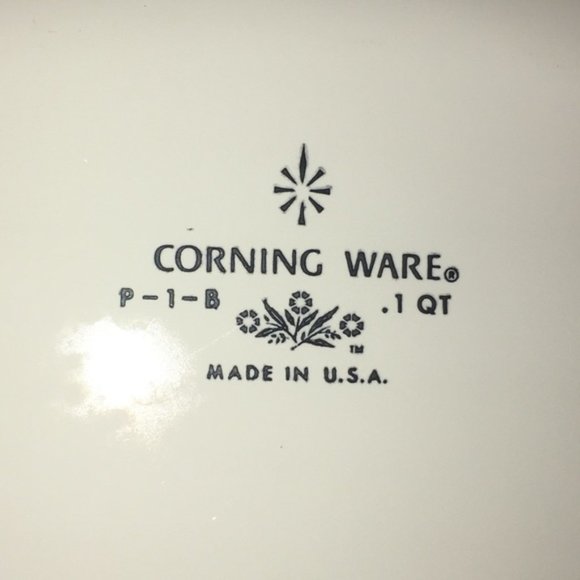 CORNING WARE®
P-1-B .1 QT
TM
MADE IN U.S.A.